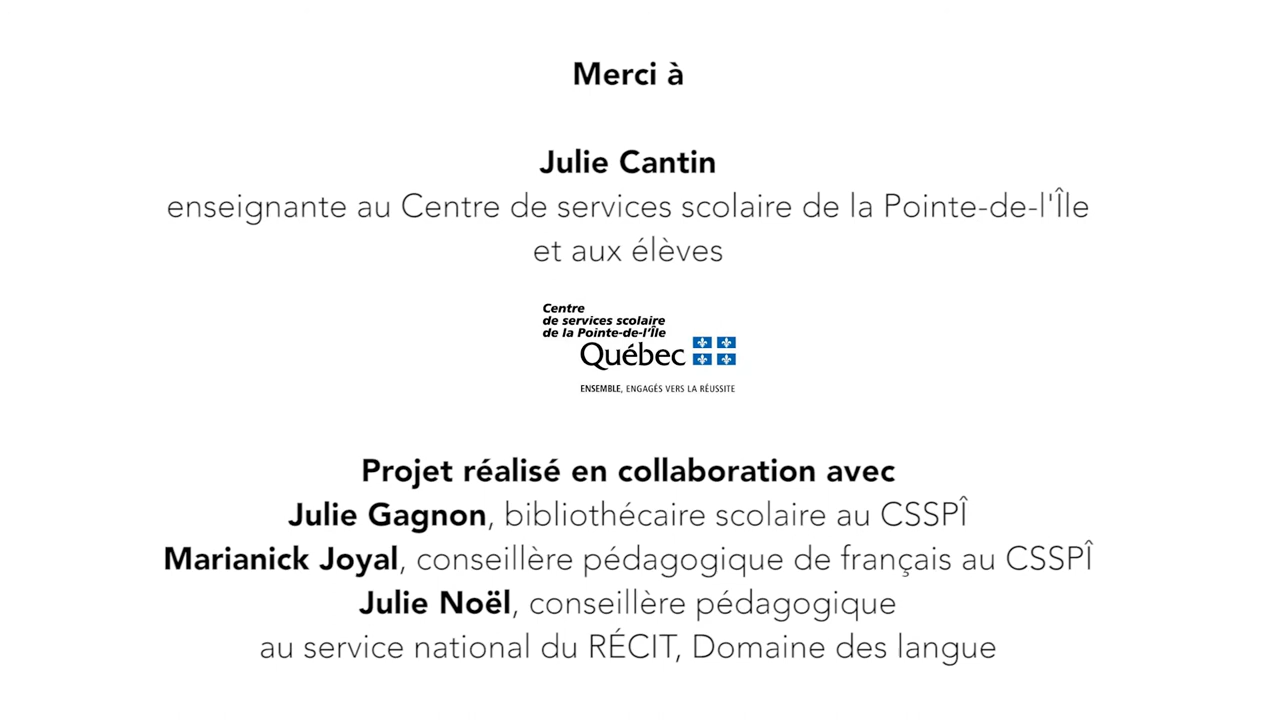 Merci à
Julie Cantin
enseignante au Centre de services scolaire de la Pointe-de-l'Île
et aux élèves
Centre
de services scolaire
de la Pointe-de-l'Île
Québec
ENSEMBLE, ENGAGÉS VERS LA RÉUSSITE
Projet réalisé en collaboration avec
Julie Gagnon, bibliothécaire scolaire au CSSPÎ
Marianick Joyal, conseillère pédagogique de français au CSSPÎ
Julie Noël, conseillère pédagogique
au service national du RÉCIT, Domaine des langue